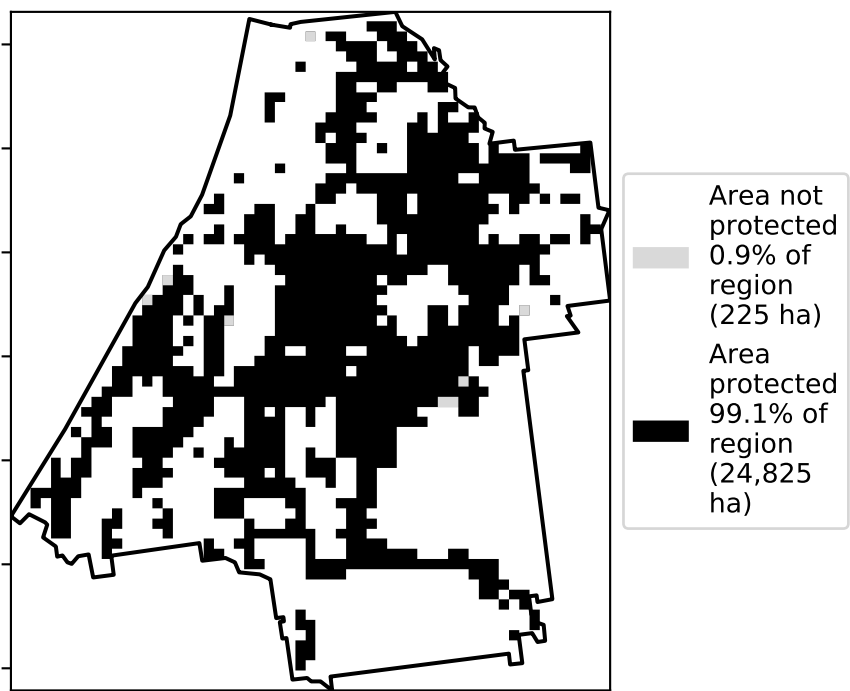 Area not
protected
0.9% of
region
(225 ha)
Area
protected
99.1% of
region
(24,825
ha)